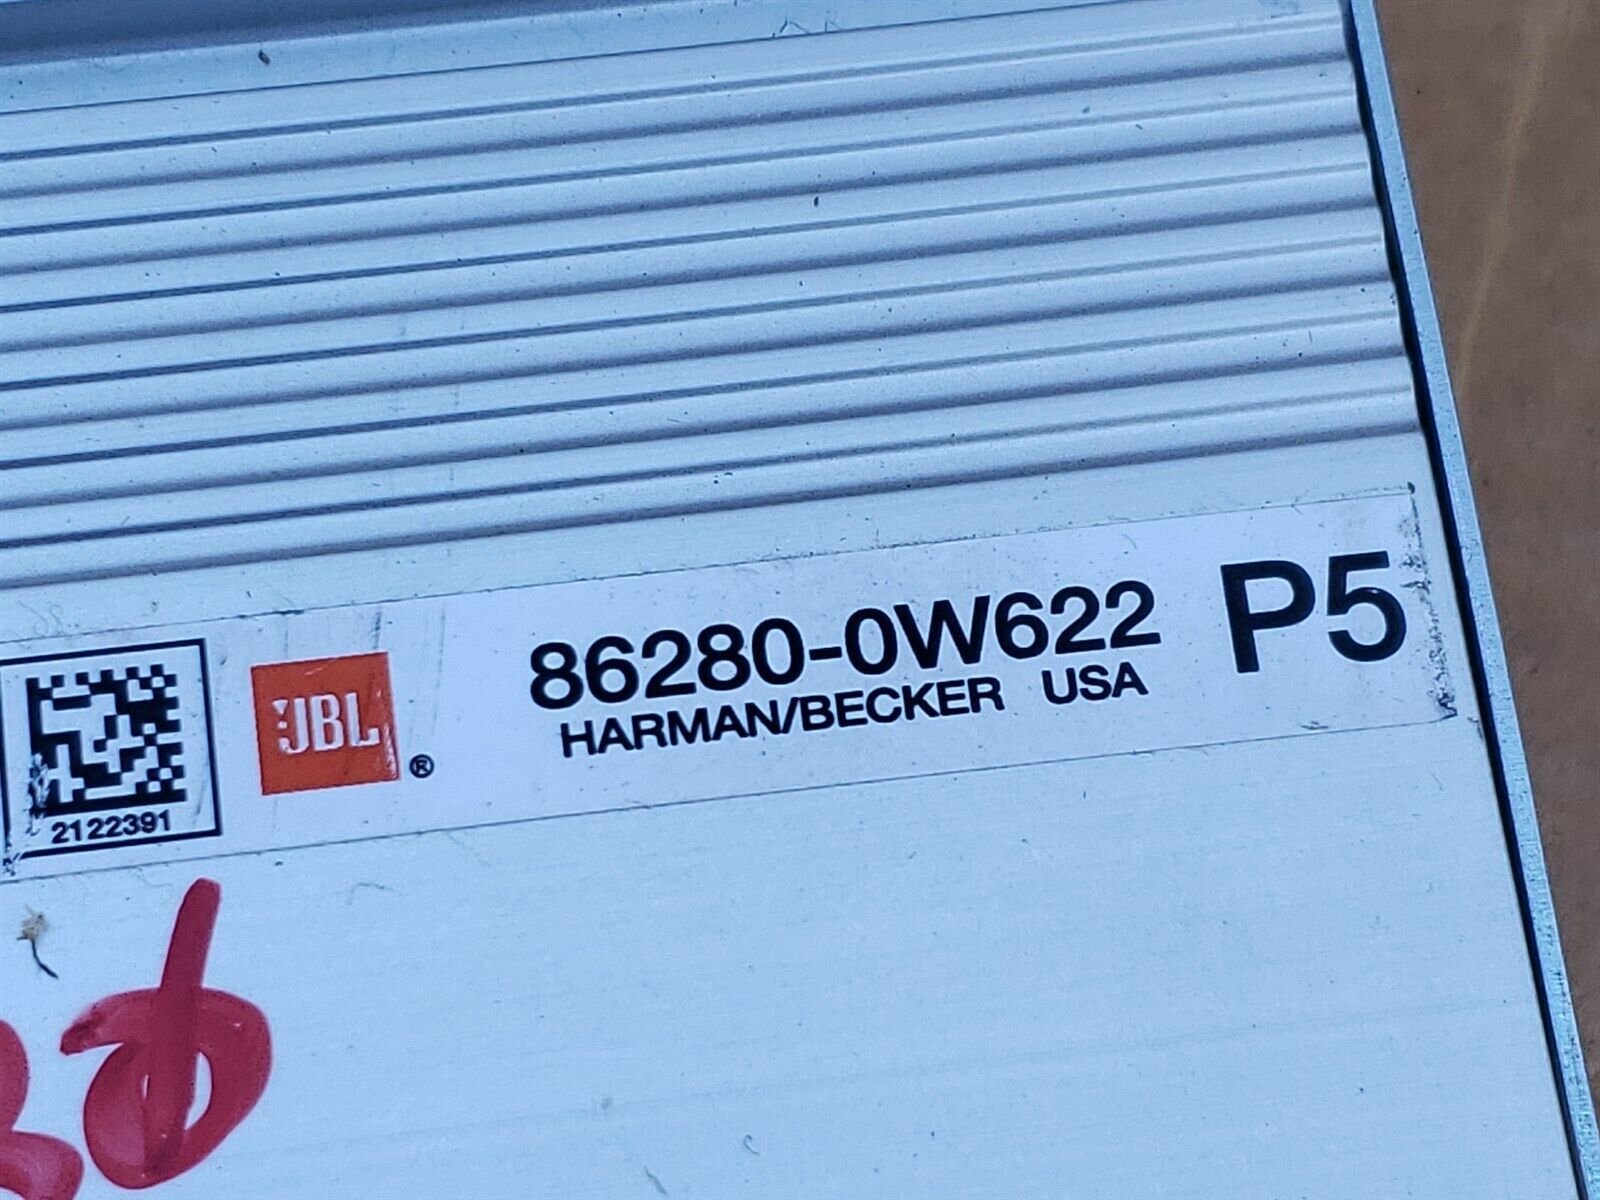 86280-0W622 P5
HARMAN/BECKER USA
JBL ®
2122391